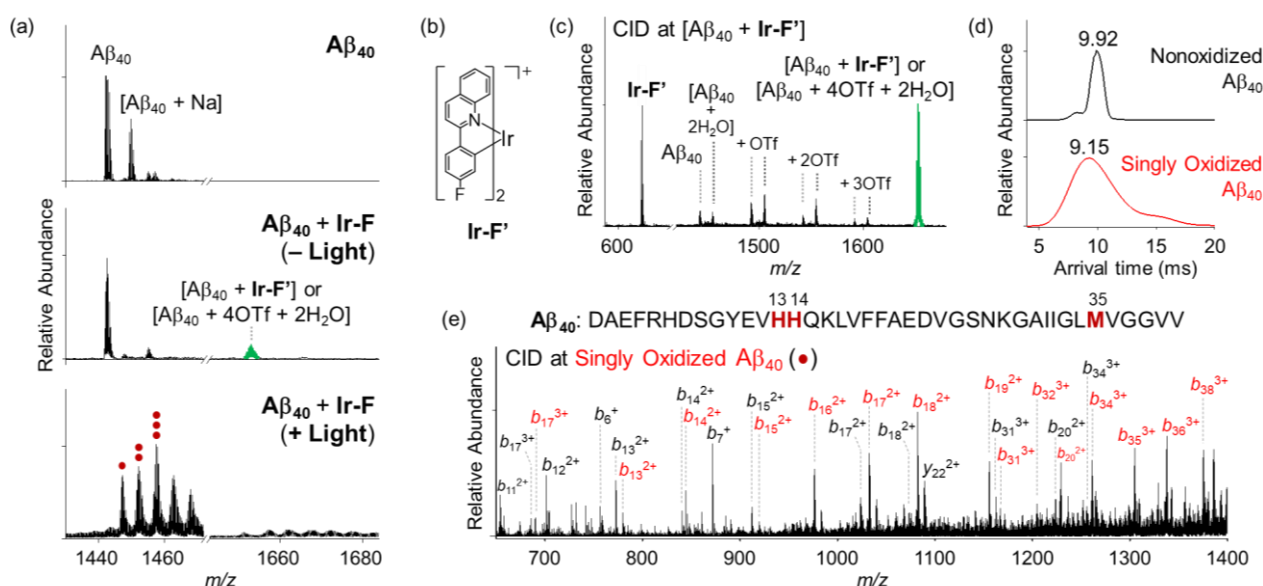 (a)
Relative Abundance
Aβ40
Aβ40
[Aβ40 + Na]
Aβ40 + Ir-F
(– Light)
[Aβ40 + Ir-F'] or
[Aβ40 + 4OTf + 2H2O]
Aβ40 + Ir-F
(+ Light)
1440 1460 1660 1680
m/z
(b)
+
N
Ir
F
2
Ir-F'
(c)
CID at [Aβ40 + Ir-F']
Relative Abundance
Ir-F'
Aβ40
[Aβ40
+
2H2O]
+ OTf
+ 2OTf
+ 3OTf
[Aβ40 + Ir-F'] or
[Aβ40 + 4OTf + 2H2O]
600 1500 1600
m/z
(d)
Relative Abundance
9.92
Nonoxidized
Aβ40
9.15
Singly Oxidized
Aβ40
5 10 15 20
Arrival time (ms)
(e)
13 14 35
Aβ40: DAEFRHDSGYEVHHQKLVFFAEDVGSNKGAIIGLMVGGVV
CID at Singly Oxidized Aβ40 (•)
Relative Abundance
b11²⁺
b17³⁺
b17³⁺
b12²⁺
b6⁺
b13²⁺
b13²⁺
b14²⁺
b14²⁺
b7⁺
b15²⁺
b15²⁺
b16²⁺
b17²⁺
b17²⁺
b18²⁺
b18²⁺
y22²⁺
b19²⁺
b31³⁺
b31³⁺
b32³⁺
b20²⁺
b20²⁺
b34³⁺
b34³⁺
b35³⁺
b36³⁺
b38³⁺
700 800 900 1000 1100 1200 1300 1400
m/z